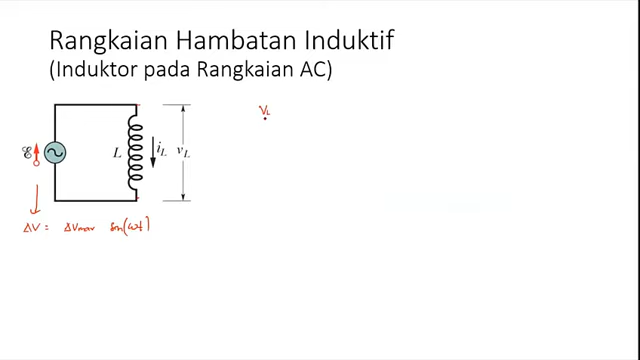 Rangkaian Hambatan Induktif
(Induktor pada Rangkaian AC)
V_L
ℰ L i_L v_L
ΔV = ΔVmax Sin(ωt)